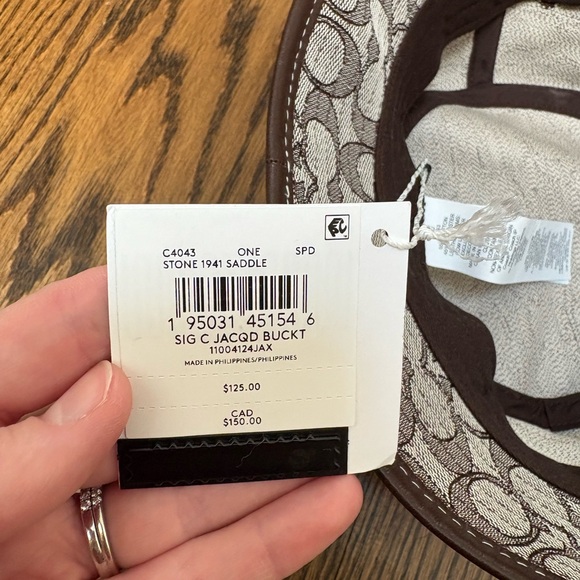 C4043 ONE SPD
STONE 1941 SADDLE
1 95031 45154 6
SIG C JACQD BUCKT
11004124JAX
MADE IN PHILIPPINES/PHILIPPINES
$125.00
CAD
$150.00